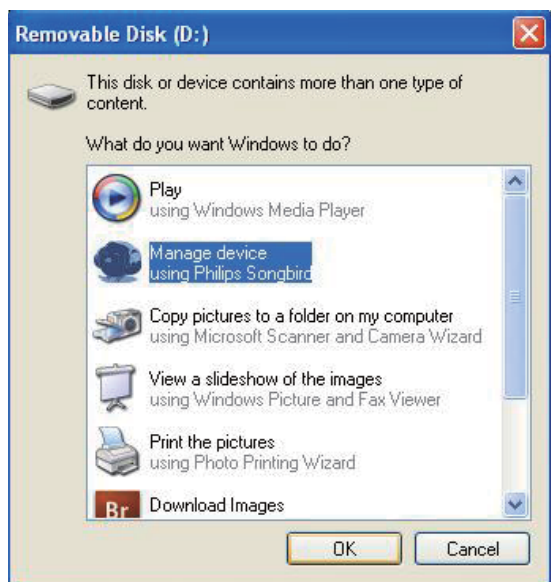 Removable Disk (D:)
This disk or device contains more than one type of
content.
What do you want Windows to do?
Play
using Windows Media Player
Manage device
using Philips Songbird
Copy pictures to a folder on my computer
using Microsoft Scanner and Camera Wizard
View a slideshow of the images
using Windows Picture and Fax Viewer
Print the pictures
using Photo Printing Wizard
Br
Download Images
OK
Cancel